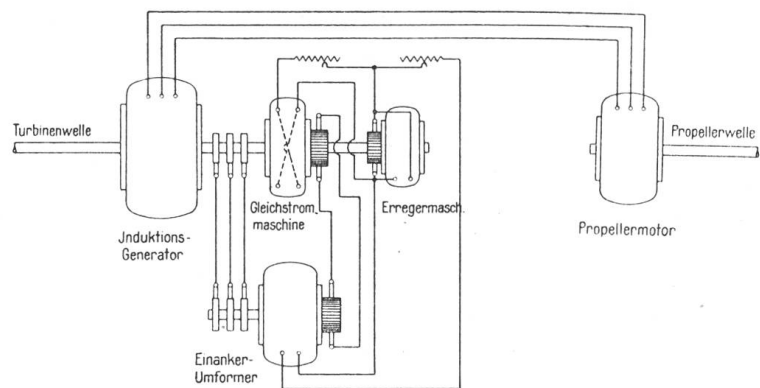 Turbinenwelle
Propellerwelle
Gleichstrom-
maschine
Erregermasch.
Jnduktions-
Generator
Propellermotor
Einanker-
Umformer